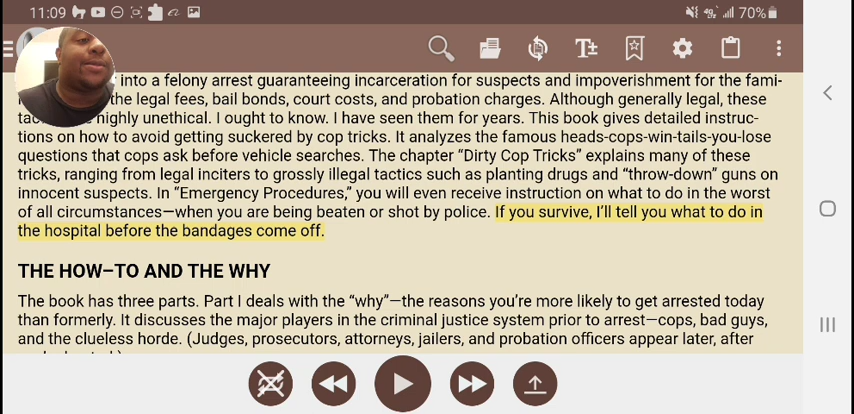 11:09
70%
into a felony arrest guaranteeing incarceration for suspects and impoverishment for the fami-
the legal fees, bail bonds, court costs, and probation charges. Although generally legal, these
highly unethical. I ought to know. I have seen them for years. This book gives detailed instruc-
tions on how to avoid getting suckered by cop tricks. It analyzes the famous heads-cops-win-tails-you-lose
questions that cops ask before vehicle searches. The chapter “Dirty Cop Tricks” explains many of these
tricks, ranging from legal inciters to grossly illegal tactics such as planting drugs and “throw-down” guns on
innocent suspects. In “Emergency Procedures,” you will even receive instruction on what to do in the worst
of all circumstances—when you are being beaten or shot by police. If you survive, I’ll tell you what to do in
the hospital before the bandages come off.
THE HOW–TO AND THE WHY
The book has three parts. Part I deals with the “why”—the reasons you’re more likely to get arrested today
than formerly. It discusses the major players in the criminal justice system prior to arrest—cops, bad guys,
and the clueless horde. (Judges, prosecutors, attorneys, jailers, and probation officers appear later, after